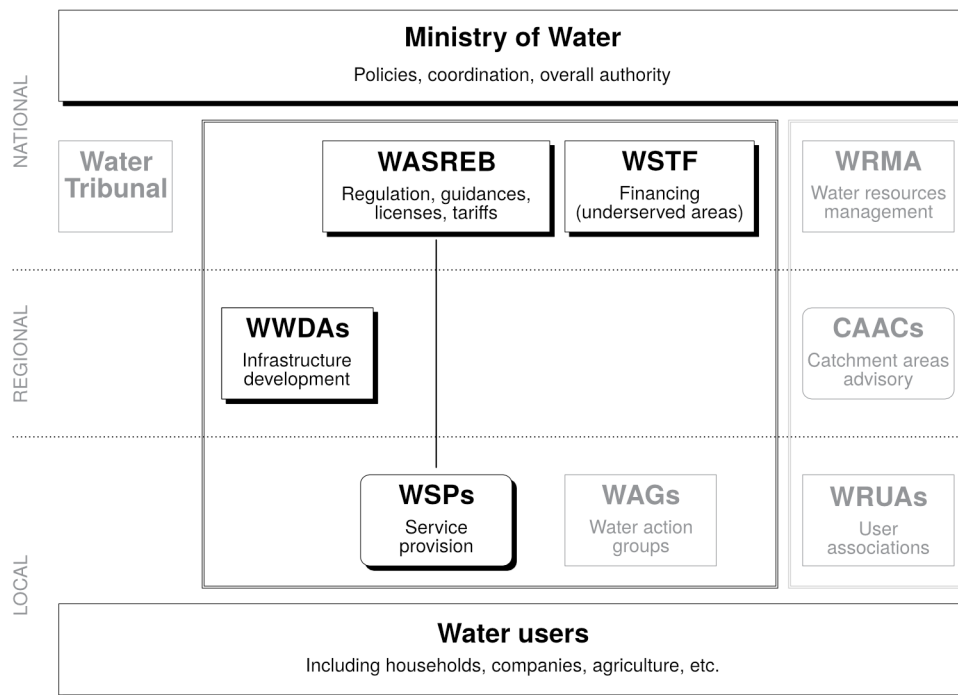 Ministry of Water
Policies, coordination, overall authority
NATIONAL
Water
Tribunal
WASREB
Regulation, guidances,
licenses, tariffs
WSTF
Financing
(underserved areas)
WRMA
Water resources
management
REGIONAL
WWDAs
Infrastructure
development
CAACs
Catchment areas
advisory
LOCAL
WSPs
Service
provision
WAGs
Water action
groups
WRUAs
User
associations
Water users
Including households, companies, agriculture, etc.